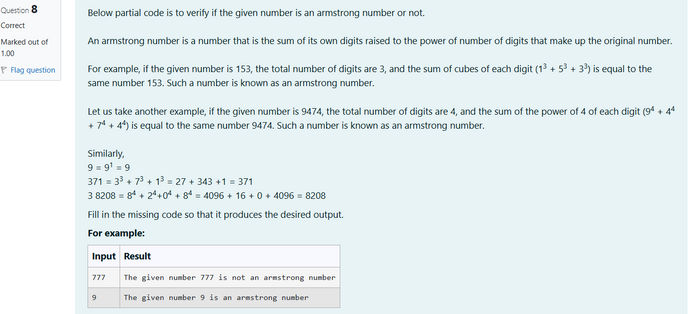 Question 8
Correct
Marked out of
1.00
Flag question
Below partial code is to verify if the given number is an armstrong number or not.
An armstrong number is a number that is the sum of its own digits raised to the power of number of digits that make up the original number.
For example, if the given number is 153, the total number of digits are 3, and the sum of cubes of each digit (1³ + 5³ + 3³) is equal to the
same number 153. Such a number is known as an armstrong number.
Let us take another example, if the given number is 9474, the total number of digits are 4, and the sum of the power of 4 of each digit (9⁴ + 4⁴
+ 7⁴ + 4⁴) is equal to the same number 9474. Such a number is known as an armstrong number.
Similarly,
9 = 9¹ = 9
371 = 3³ + 7³ + 1³ = 27 + 343 +1 = 371
3 8208 = 8⁴ + 2⁴+0⁴ + 8⁴ = 4096 + 16 + 0 + 4096 = 8208
Fill in the missing code so that it produces the desired output.
For example:
Input Result
777 The given number 777 is not an armstrong number
9 The given number 9 is an armstrong number